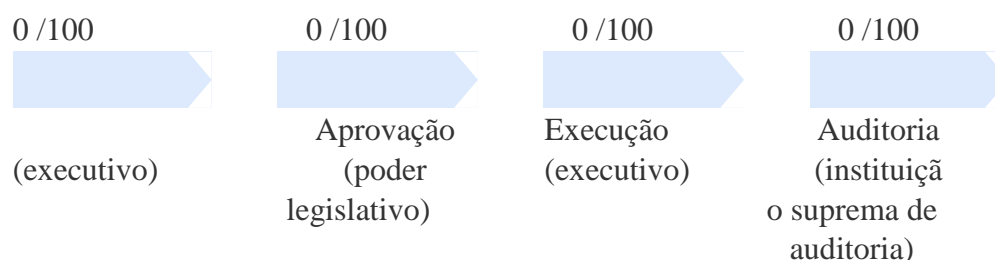 0 /100 0 /100 0 /100 0 /100
Aprovação Execução Auditoria
(executivo) (poder (executivo) (instituiçã
legislativo) o suprema de
auditoria)